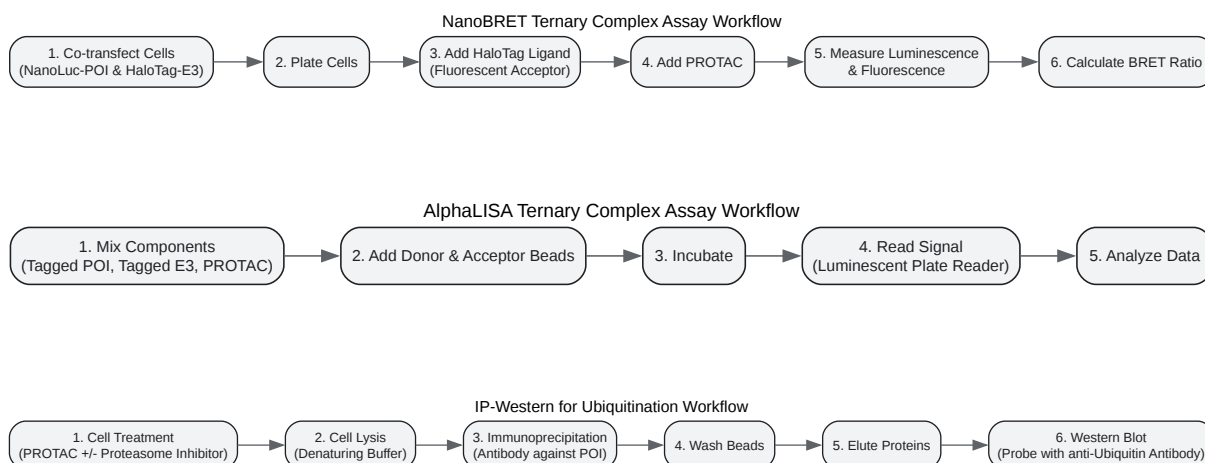 NanoBRET Ternary Complex Assay Workflow
1. Co-transfect Cells
(NanoLuc-POI & HaloTag-E3)
2. Plate Cells
3. Add HaloTag Ligand
(Fluorescent Acceptor)
4. Add PROTAC
5. Measure Luminescence
& Fluorescence
6. Calculate BRET Ratio
AlphaLISA Ternary Complex Assay Workflow
1. Mix Components
(Tagged POI, Tagged E3, PROTAC)
2. Add Donor & Acceptor Beads
3. Incubate
4. Read Signal
(Luminescent Plate Reader)
5. Analyze Data
IP-Western for Ubiquitination Workflow
1. Cell Treatment
(PROTAC +/- Proteasome Inhibitor)
2. Cell Lysis
(Denaturing Buffer)
3. Immunoprecipitation
(Antibody against POI)
4. Wash Beads
5. Elute Proteins
6. Western Blot
(Probe with anti-Ubiquitin Antibody)